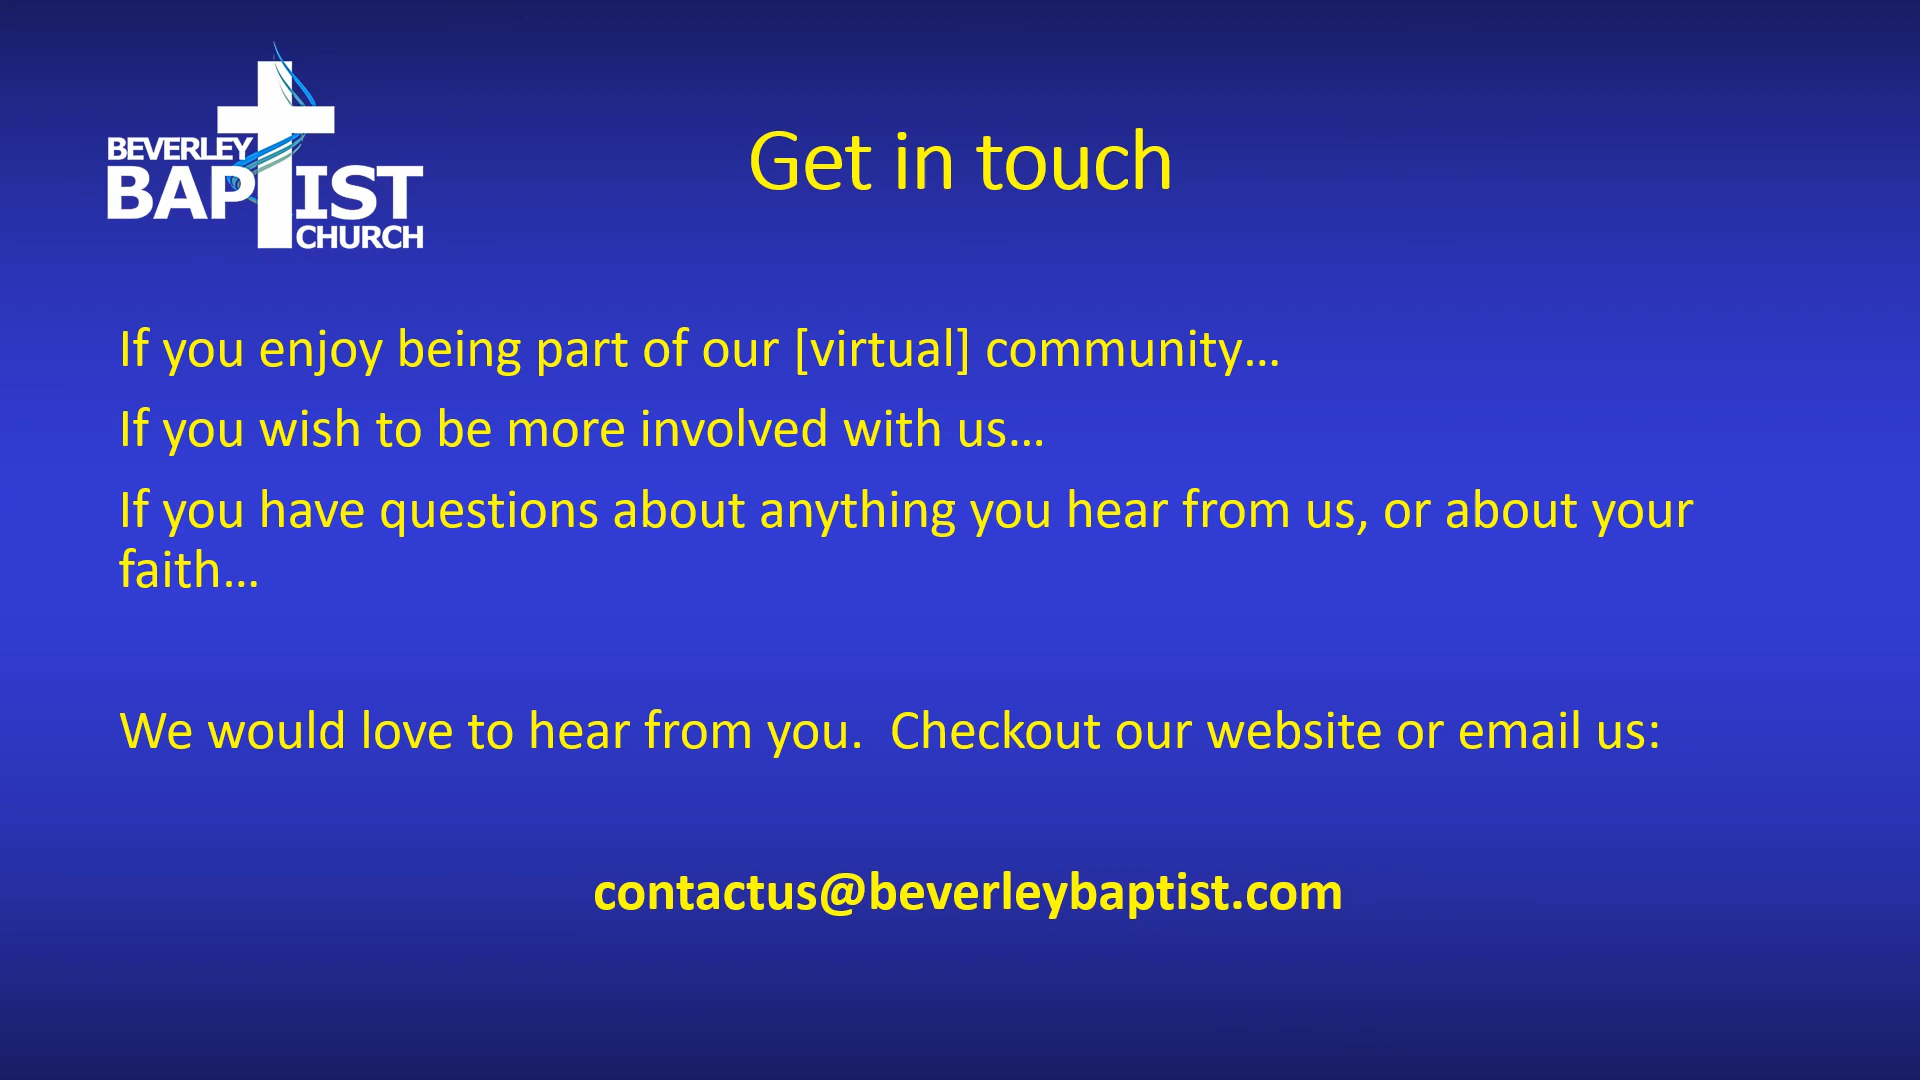 BEVERLEY
BAPTIST
CHURCH
Get in touch
If you enjoy being part of our [virtual] community…
If you wish to be more involved with us…
If you have questions about anything you hear from us, or about your
faith…
We would love to hear from you.  Checkout our website or email us:
contactus@beverleybaptist.com